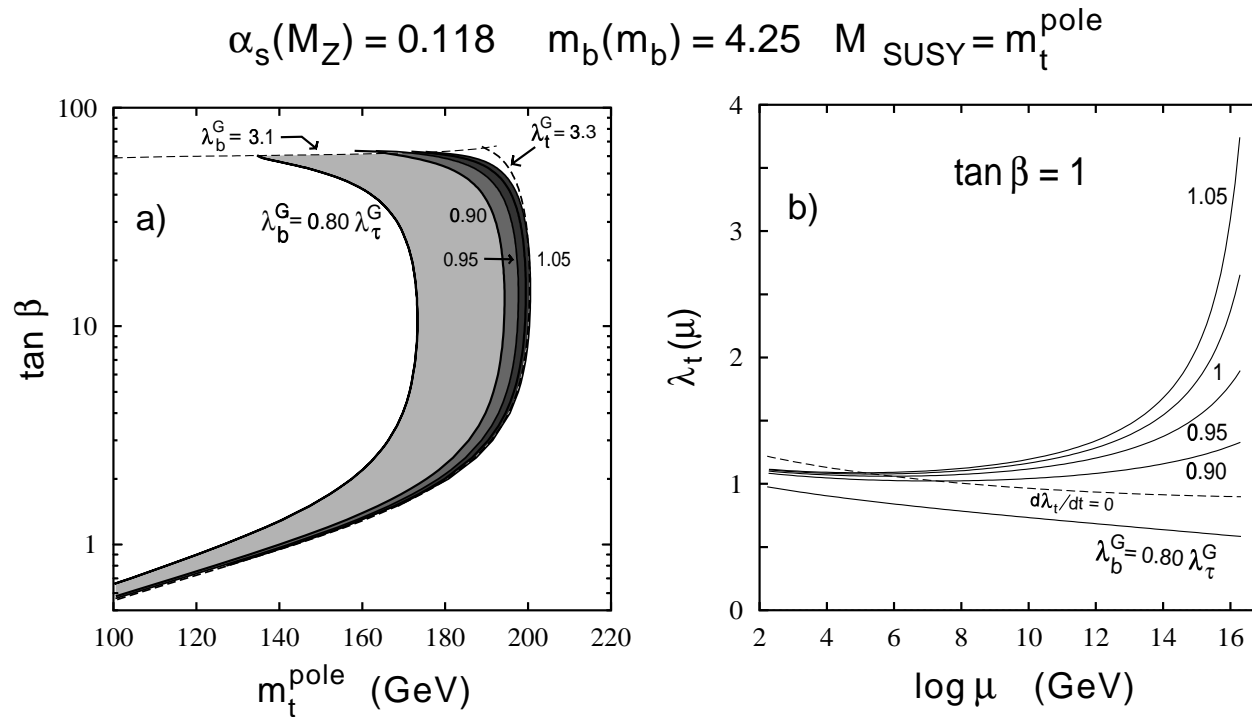 α_s(M_Z) = 0.118 m_b(m_b) = 4.25 M_SUSY = m_t^pole
100
10
1
tan β
100 120 140 160 180 200 220
m_t^pole (GeV)
a)
λ_b^G = 3.1
λ_t^G = 3.3
λ_b^G = 0.80 λ_τ^G
0.90
0.95
1.05
4
3
2
1
0
λ_t(μ)
2 4 6 8 10 12 14 16
log μ (GeV)
b)
tan β = 1
1.05
1
0.95
0.90
dλ_t/dt = 0
λ_b^G = 0.80 λ_τ^G